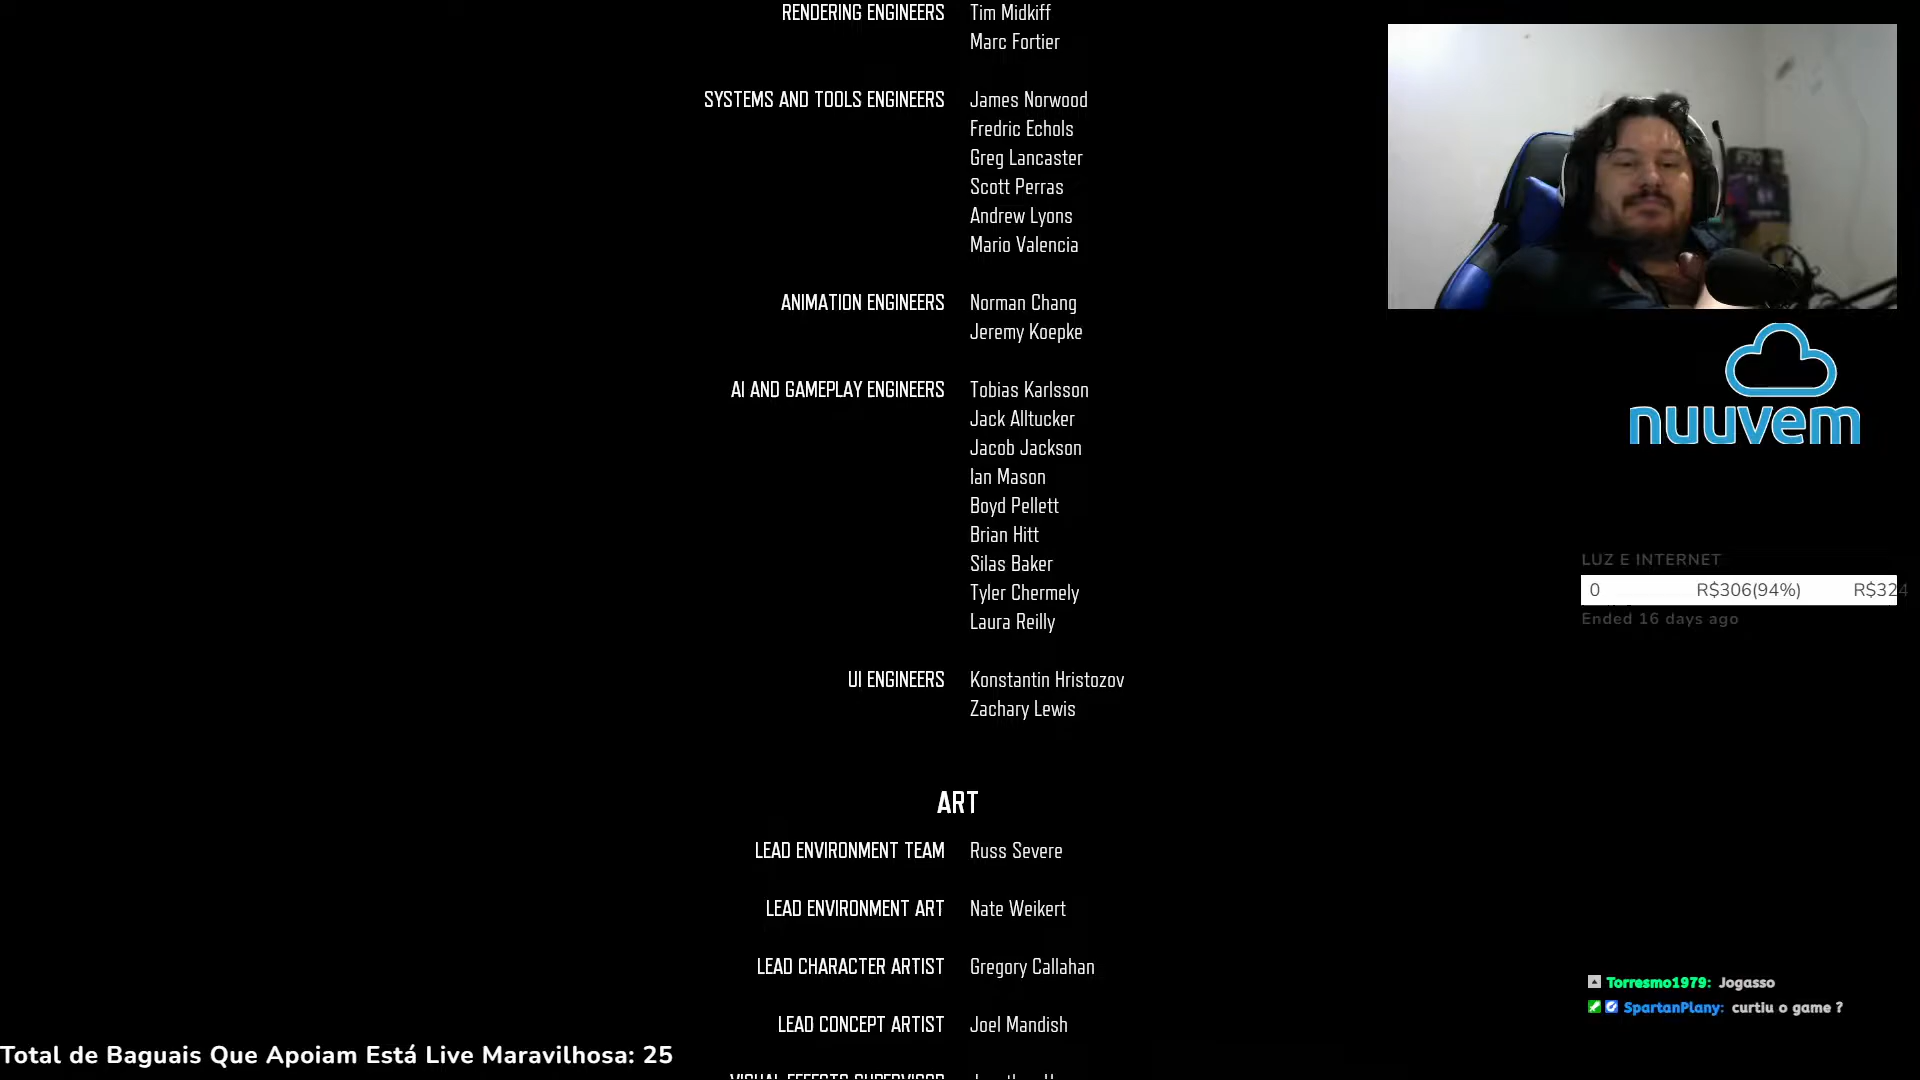 RENDERING ENGINEERS Tim Midkiff
Marc Fortier
SYSTEMS AND TOOLS ENGINEERS James Norwood
Fredric Echols
Greg Lancaster
Scott Perras
Andrew Lyons
Mario Valencia
ANIMATION ENGINEERS Norman Chang
Jeremy Koepke
AI AND GAMEPLAY ENGINEERS Tobias Karlsson
Jack Alltucker
Jacob Jackson
Ian Mason
Boyd Pellett
Brian Hitt
Silas Baker
Tyler Chermely
Laura Reilly
UI ENGINEERS Konstantin Hristozov
Zachary Lewis
ART
LEAD ENVIRONMENT TEAM Russ Severe
LEAD ENVIRONMENT ART Nate Weikert
LEAD CHARACTER ARTIST Gregory Callahan
LEAD CONCEPT ARTIST Joel Mandish
VISUAL EFFECTS SUPERVISOR
nuuvem
LUZ E INTERNET
0 R$306(94%) R$324
Ended 16 days ago
Torresmo1979: Jogasso
SpartanPlany: curtiu o game ?
Total de Baguais Que Apoiam Está Live Maravilhosa: 25